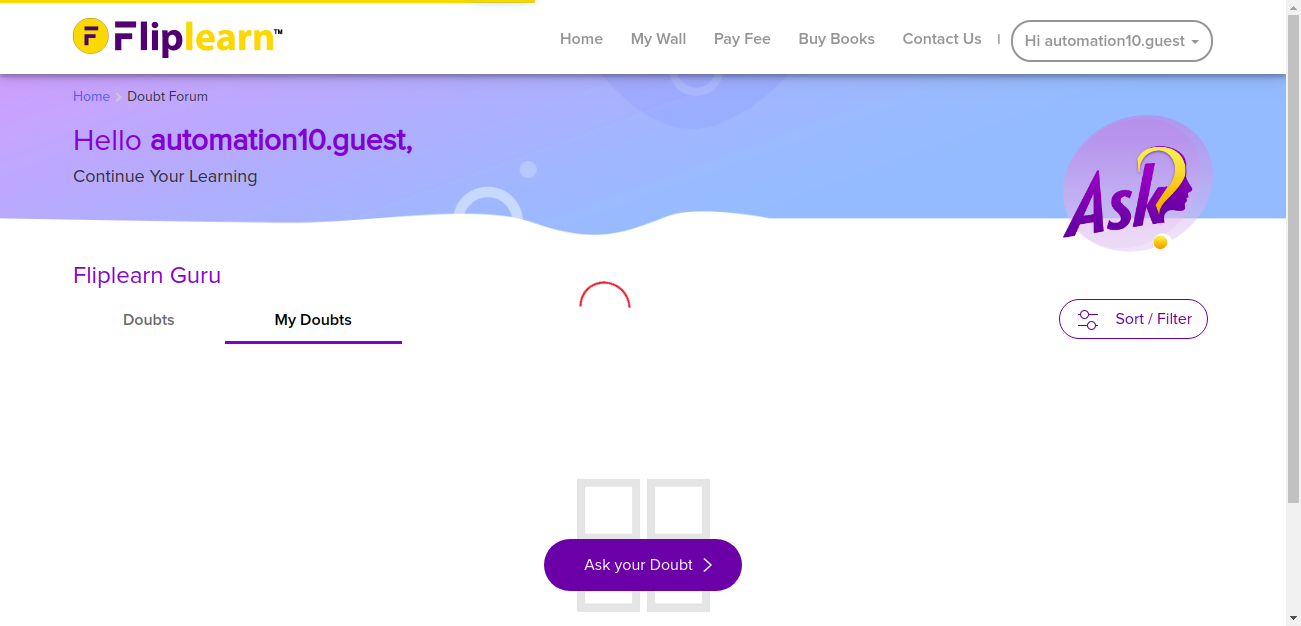 Fliplearn™
Home My Wall Pay Fee Buy Books Contact Us | Hi automation10.guest
Home > Doubt Forum
Hello automation10.guest,
Continue Your Learning
Ask?
Fliplearn Guru
Doubts My Doubts Sort / Filter
Ask your Doubt >